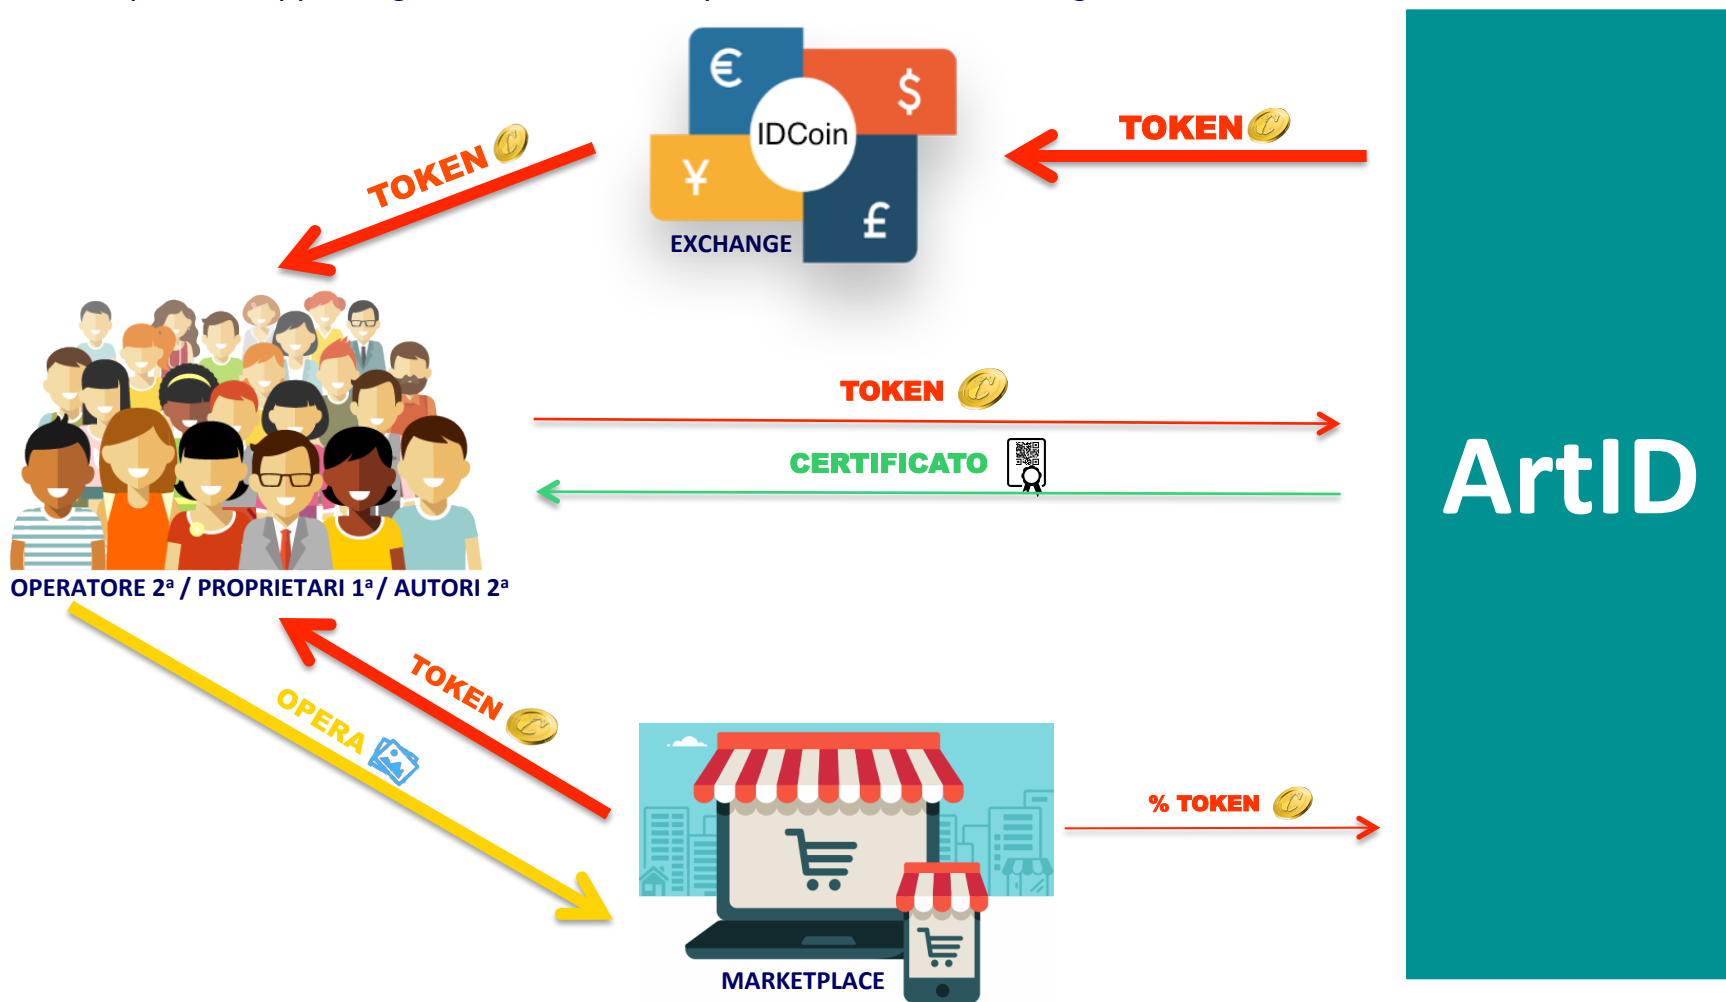 €
$
IDCoin
¥
£
EXCHANGE
TOKEN
TOKEN
TOKEN
CERTIFICATO
ArtID
OPERATORE 2ª / PROPRIETARI 1ª / AUTORI 2ª
TOKEN
OPERA
% TOKEN
MARKETPLACE